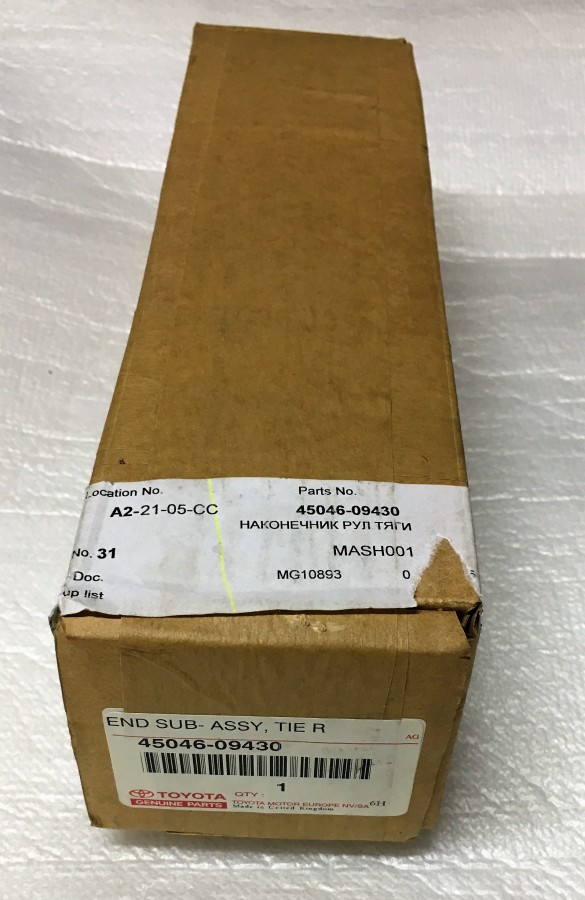 Location No. Parts No.
A2-21-05-CC 45046-09430
НАКОНЕЧНИК РУЛ ТЯГИ
No. 31 MASH001
Doc. MG10893 0
up list
END SUB- ASSY, TIE R
AG
45046-09430
TOYOTA QTY : 1
GENUINE PARTS TOYOTA MOTOR EUROPE NV/SA 6H
Made in United Kingdom